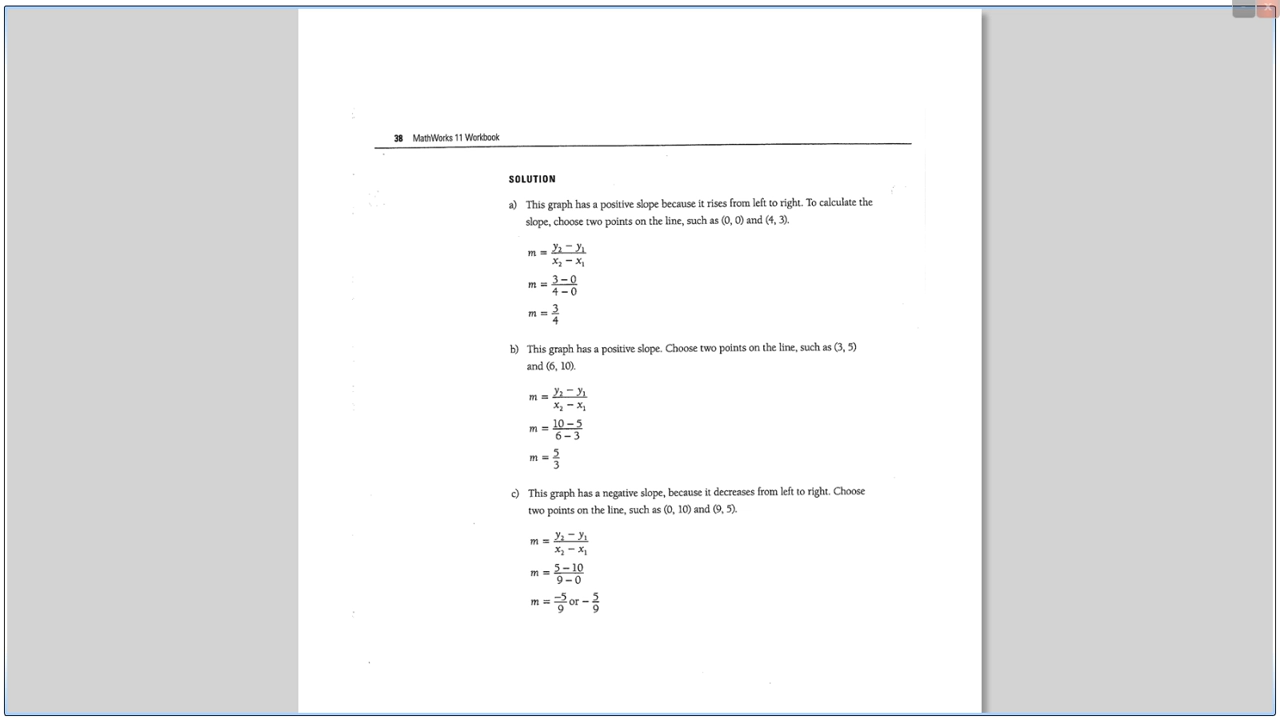 38 MathWorks 11 Workbook
SOLUTION
a) This graph has a positive slope because it rises from left to right. To calculate the
slope, choose two points on the line, such as (0, 0) and (4, 3).
m = y₂ − y₁ / x₂ − x₁
m = 3 − 0 / 4 − 0
m = 3/4
b) This graph has a positive slope. Choose two points on the line, such as (3, 5)
and (6, 10).
m = y₂ − y₁ / x₂ − x₁
m = 10 − 5 / 6 − 3
m = 5/3
c) This graph has a negative slope, because it decreases from left to right. Choose
two points on the line, such as (0, 10) and (9, 5).
m = y₂ − y₁ / x₂ − x₁
m = 5 − 10 / 9 − 0
m = −5/9 or − 5/9